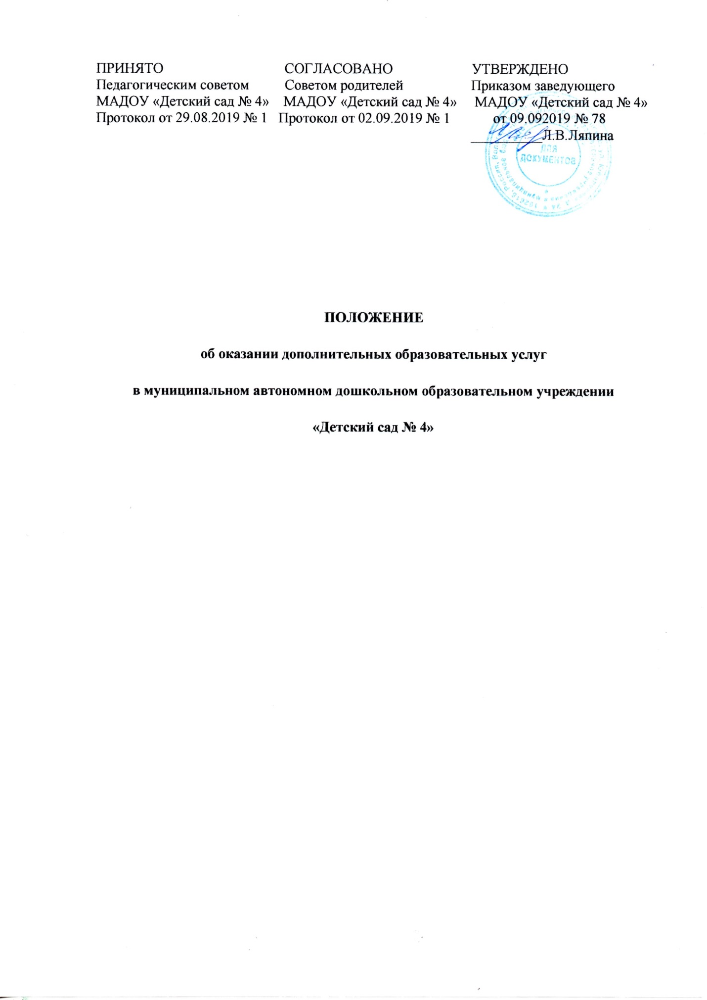 ПРИНЯТО СОГЛАСОВАНО УТВЕРЖДЕНО
Педагогическим советом Советом родителей Приказом заведующего
МАДОУ «Детский сад № 4» МАДОУ «Детский сад № 4» МАДОУ «Детский сад № 4»
Протокол от 29.08.2019 № 1 Протокол от 02.09.2019 № 1 от 09.092019 № 78
Л.В.Ляпина
ДЛЯ
ДОКУМЕНТОВ
ПОЛОЖЕНИЕ
об оказании дополнительных образовательных услуг
в муниципальном автономном дошкольном образовательном учреждении
«Детский сад № 4»